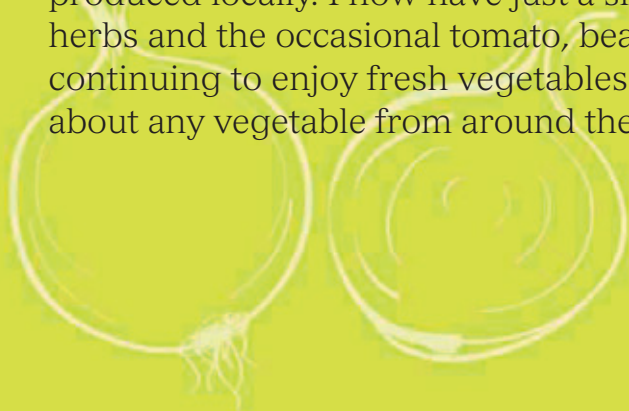 produced locally. I now have just a
herbs and the occasional tomato,
continuing to enjoy fresh vegetables
about any vegetable from around the